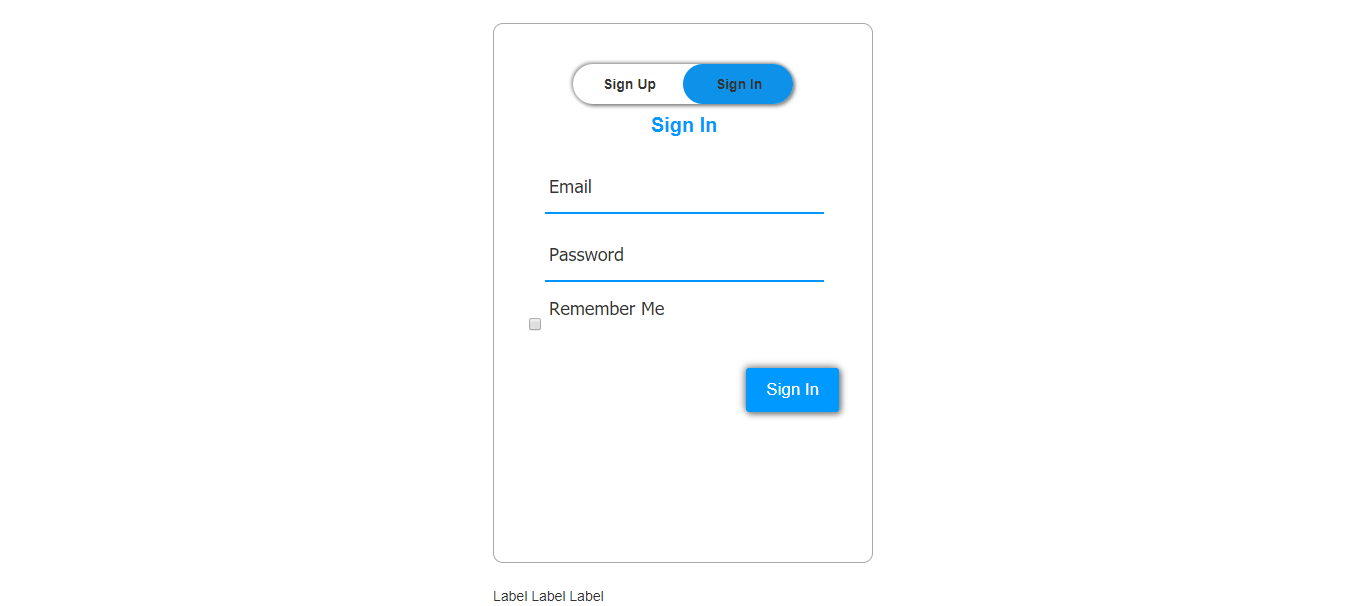 Sign Up Sign In
Sign In
Email
Password
Remember Me
Sign In
Label Label Label